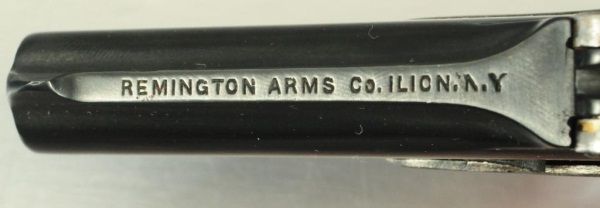 REMINGTON ARMS Co. ILION. N.Y